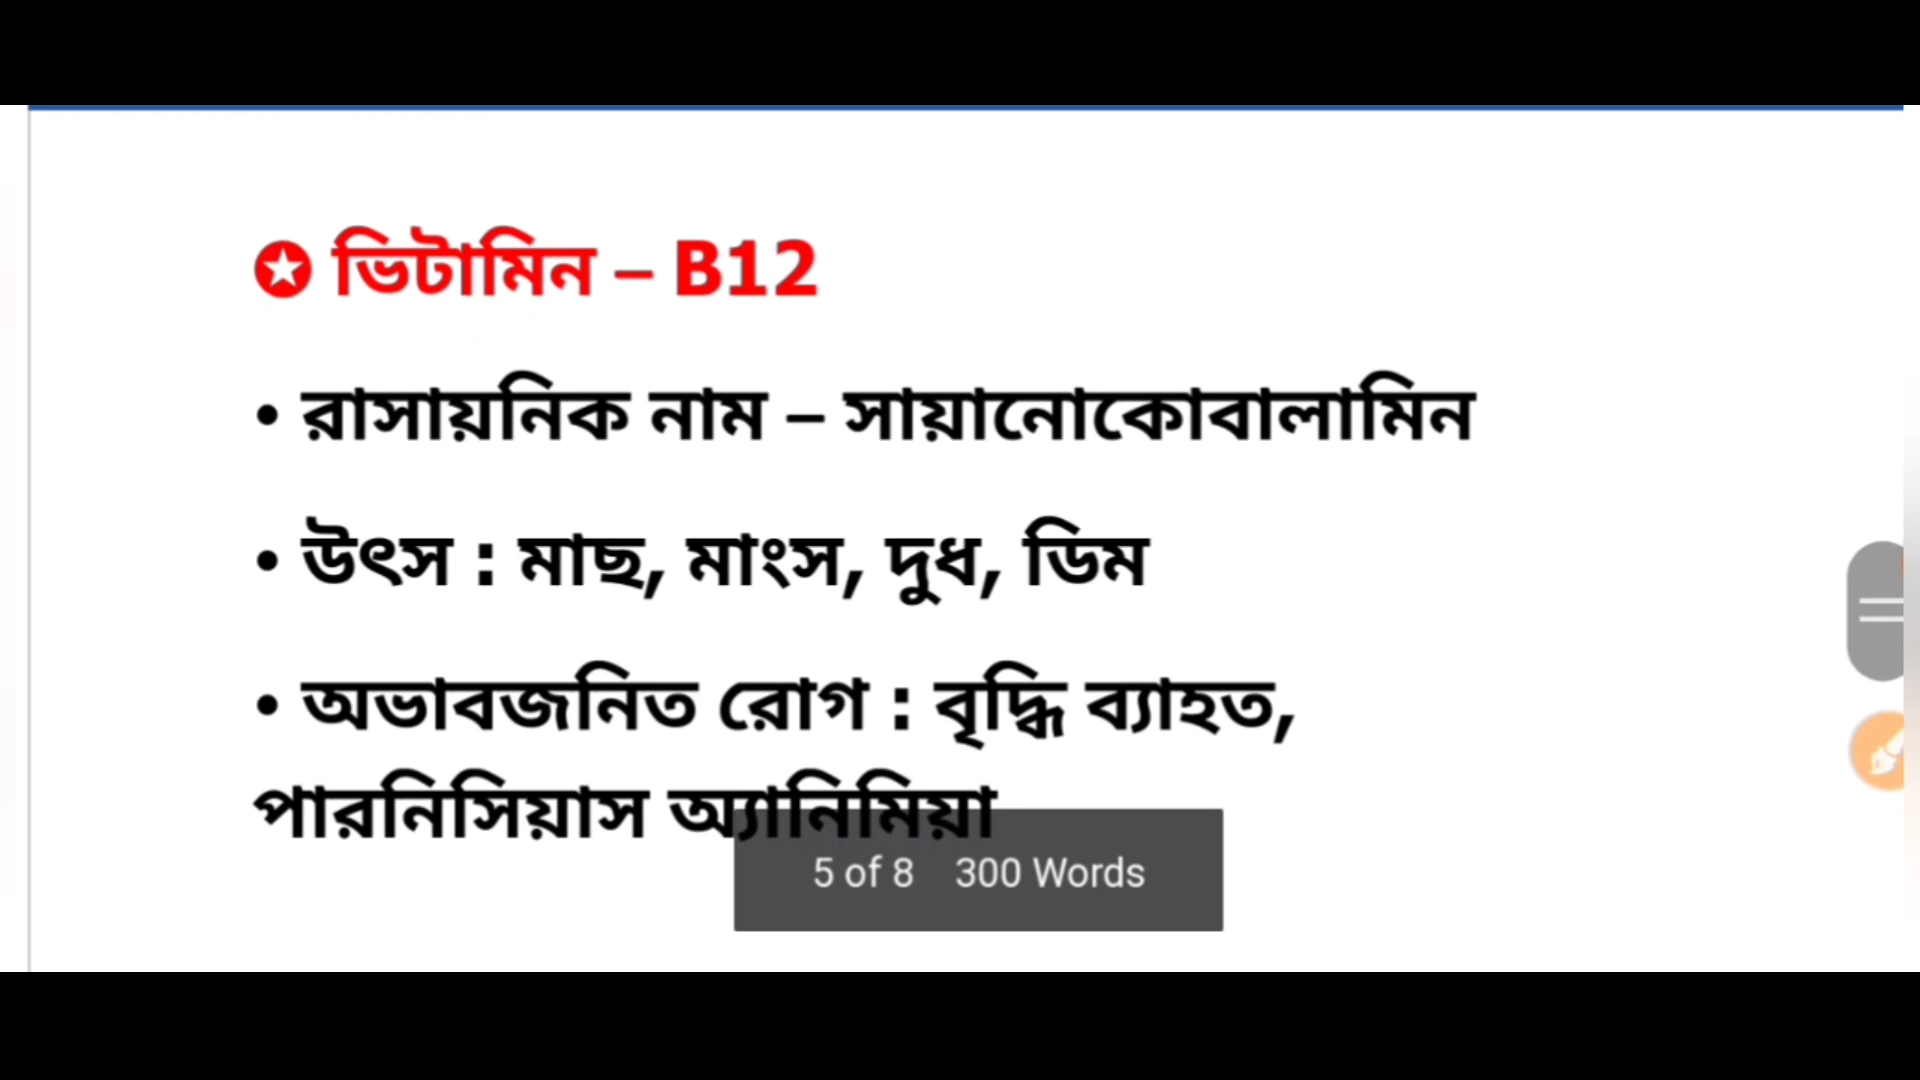 ✪ ভিটামিন – B12
• রাসায়নিক নাম – সায়ানোকোবালামিন
• উৎস : মাছ, মাংস, দুধ, ডিম
• অভাবজনিত রোগ : বৃদ্ধি ব্যাহত,
পারনিসিয়াস অ্যানিমিয়া
5 of 8 300 Words